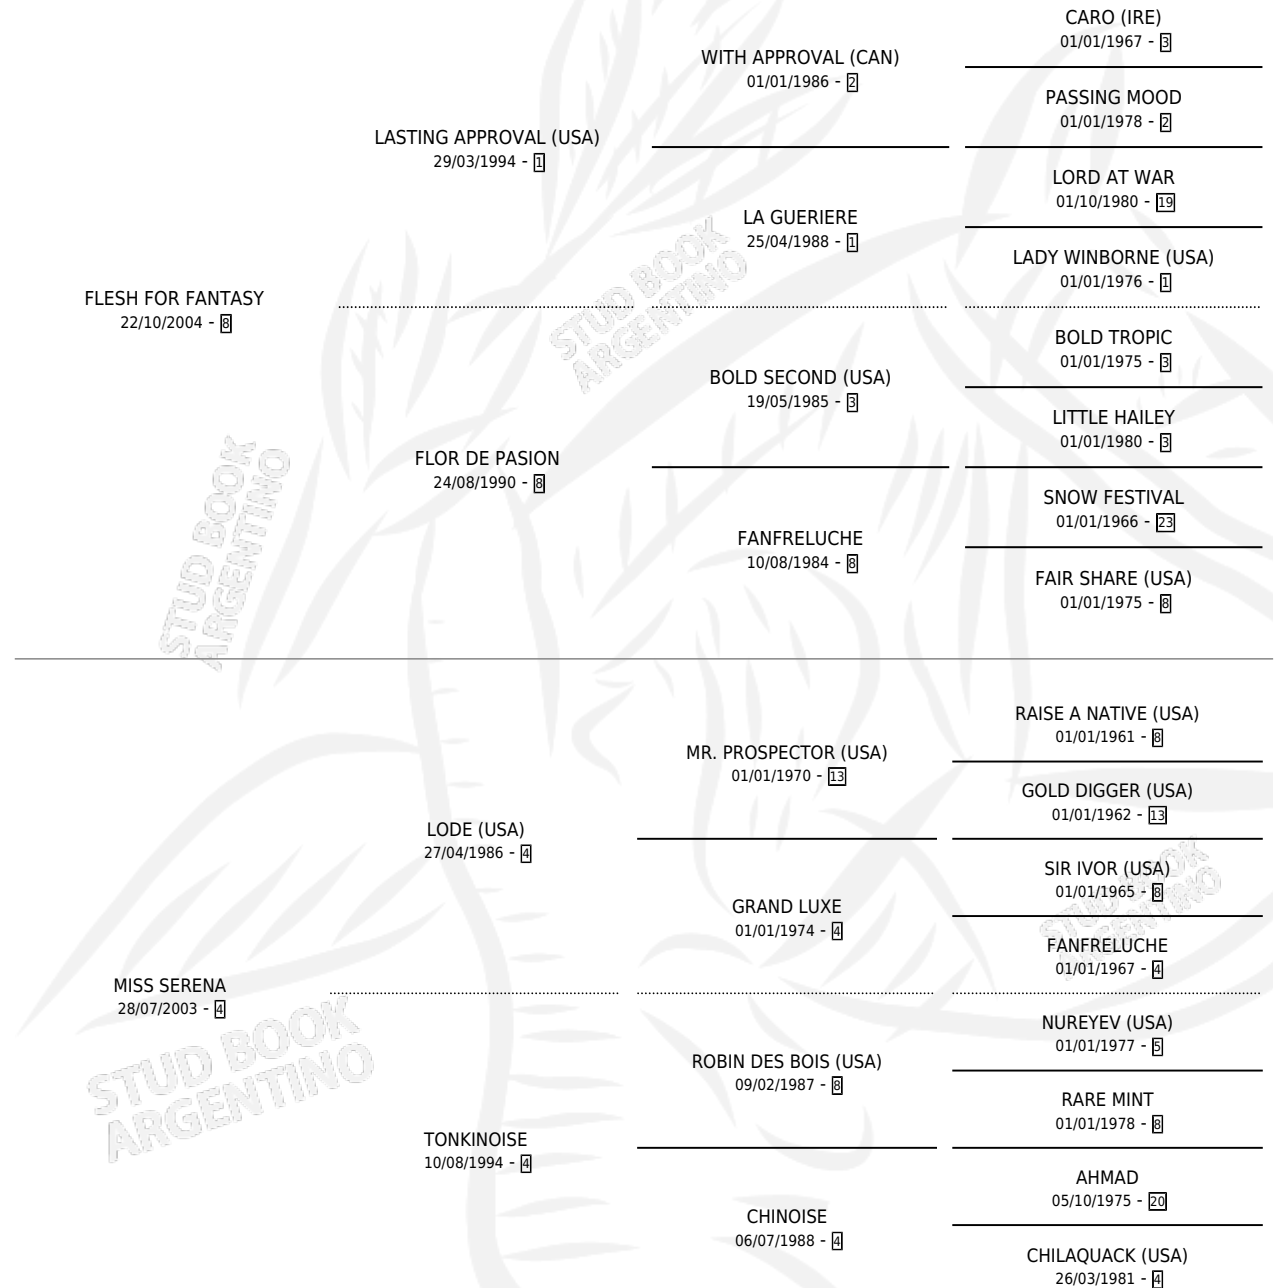 CARO (IRE)
01/01/1967 - 3
WITH APPROVAL (CAN)
01/01/1986 - 2
PASSING MOOD
01/01/1978 - 2
LASTING APPROVAL (USA)
29/03/1994 - 1
LORD AT WAR
01/10/1980 - 19
LA GUERIERE
25/04/1988 - 1
LADY WINBORNE (USA)
01/01/1976 - 1
FLESH FOR FANTASY
22/10/2004 - 8
BOLD TROPIC
01/01/1975 - 3
BOLD SECOND (USA)
19/05/1985 - 3
LITTLE HAILEY
01/01/1980 - 3
FLOR DE PASION
24/08/1990 - 8
SNOW FESTIVAL
01/01/1966 - 23
FANFRELUCHE
10/08/1984 - 8
FAIR SHARE (USA)
01/01/1975 - 8
STUD BOOK
ARGENTINO
STUD BOOK
ARGENTINO
RAISE A NATIVE (USA)
01/01/1961 - 8
MR. PROSPECTOR (USA)
01/01/1970 - 13
GOLD DIGGER (USA)
01/01/1962 - 13
LODE (USA)
27/04/1986 - 4
SIR IVOR (USA)
01/01/1965 - 8
GRAND LUXE
01/01/1974 - 4
FANFRELUCHE
01/01/1967 - 4
STUD BOOK
ARGENTINO
MISS SERENA
28/07/2003 - 4
NUREYEV (USA)
01/01/1977 - 5
ROBIN DES BOIS (USA)
09/02/1987 - 8
RARE MINT
01/01/1978 - 8
STUD BOOK
ARGENTINO
TONKINOISE
10/08/1994 - 4
AHMAD
05/10/1975 - 20
CHINOISE
06/07/1988 - 4
CHILAQUACK (USA)
26/03/1981 - 4